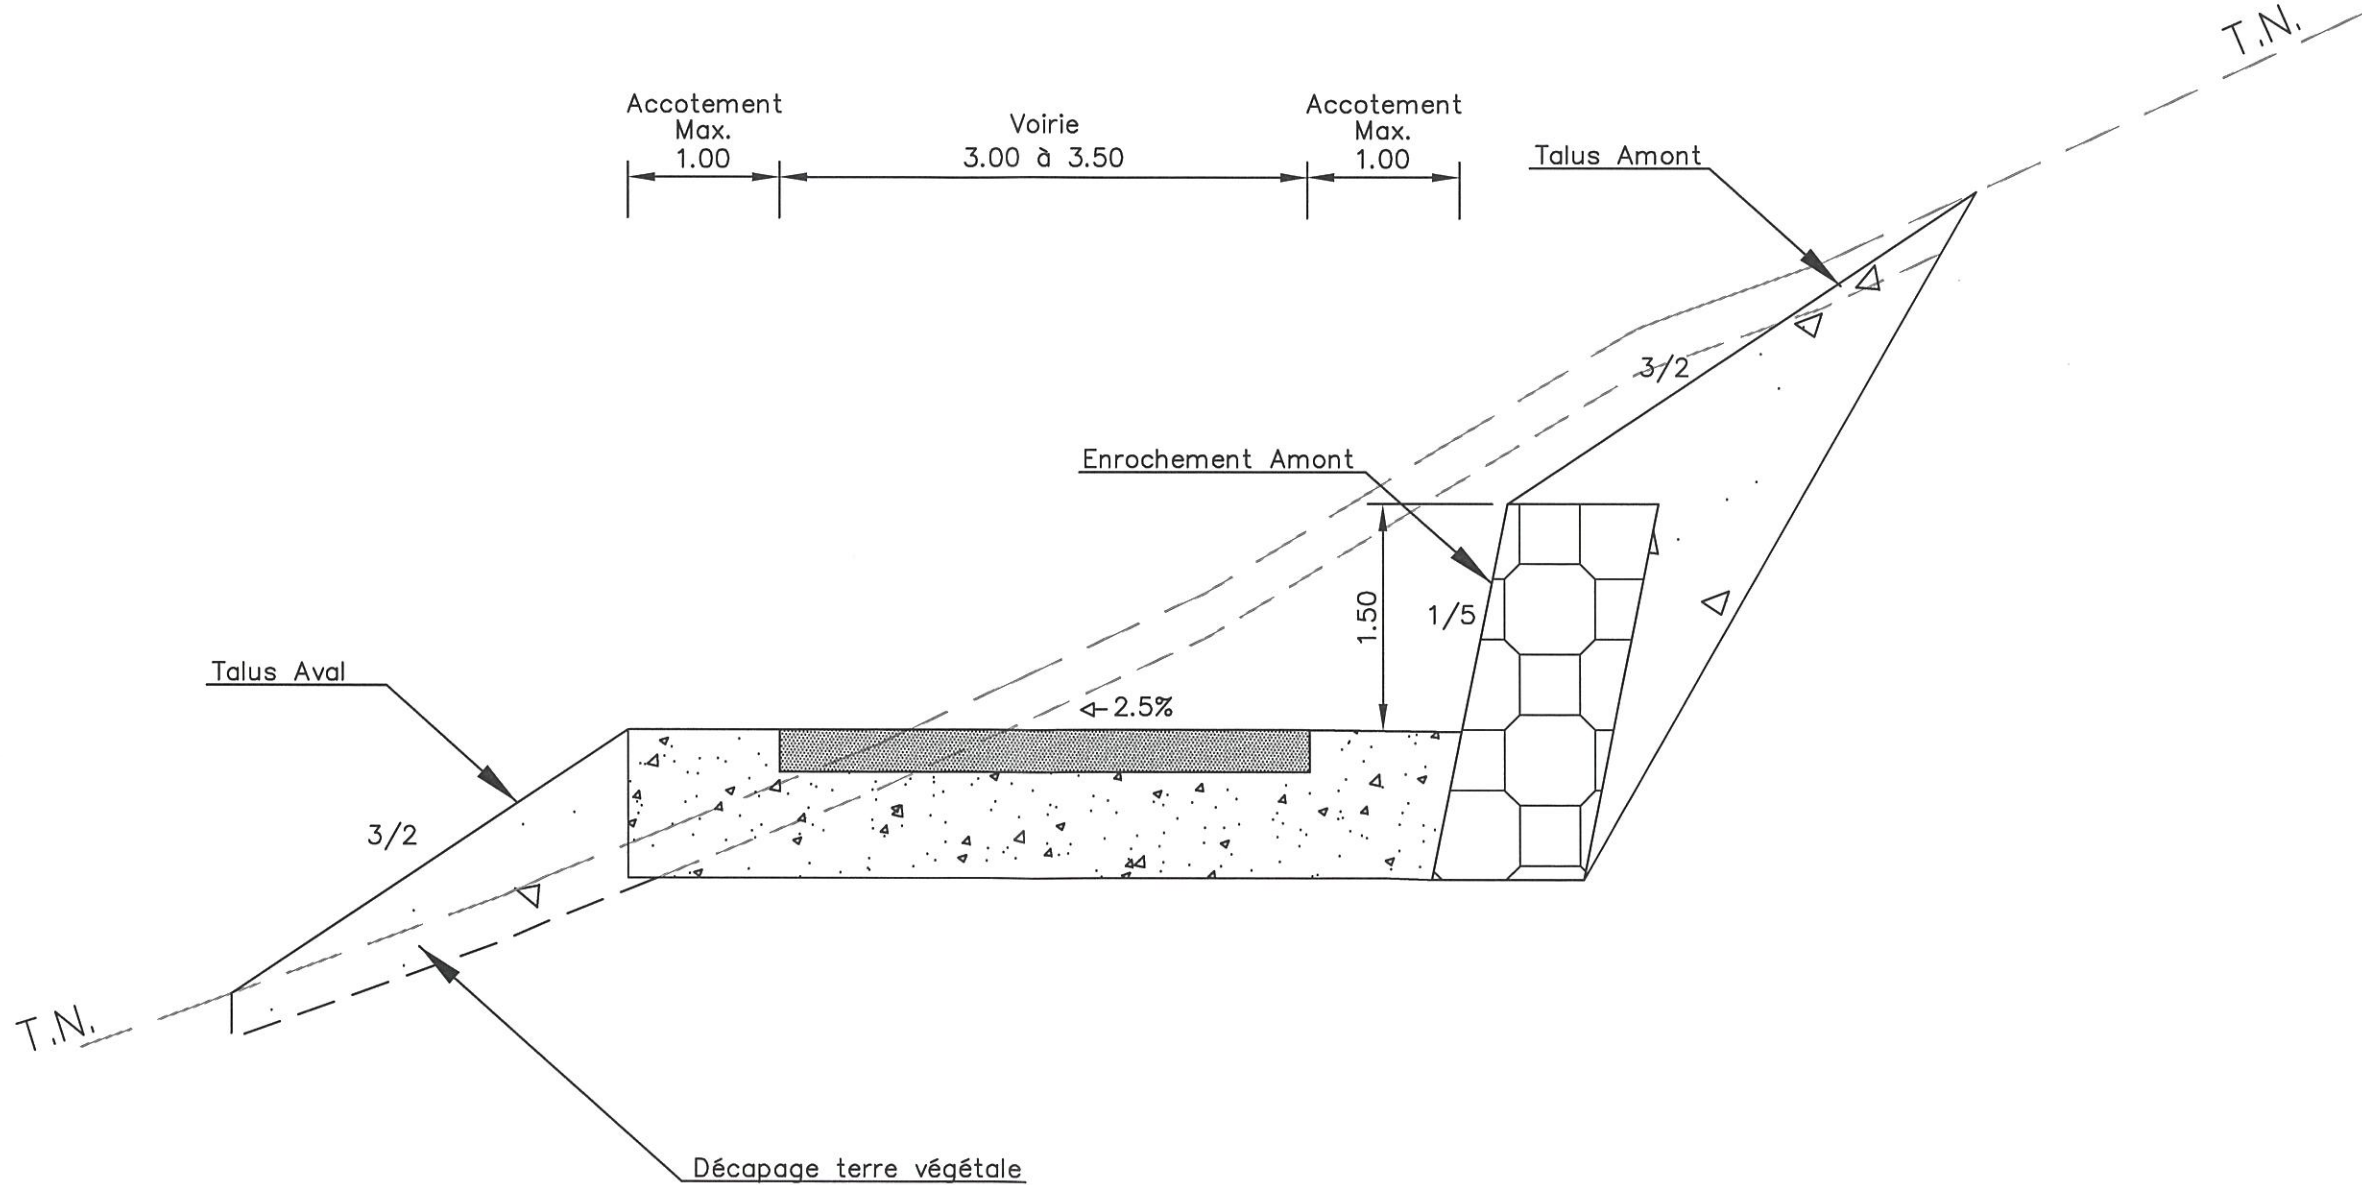 T.N.
Accotement
Max.
1.00
Voirie
3.00 à 3.50
Accotement
Max.
1.00
Talus Amont
3/2
Enrochement Amont
1.50
1/5
Talus Aval
2.5%
3/2
T.N.
Décapage terre végétale